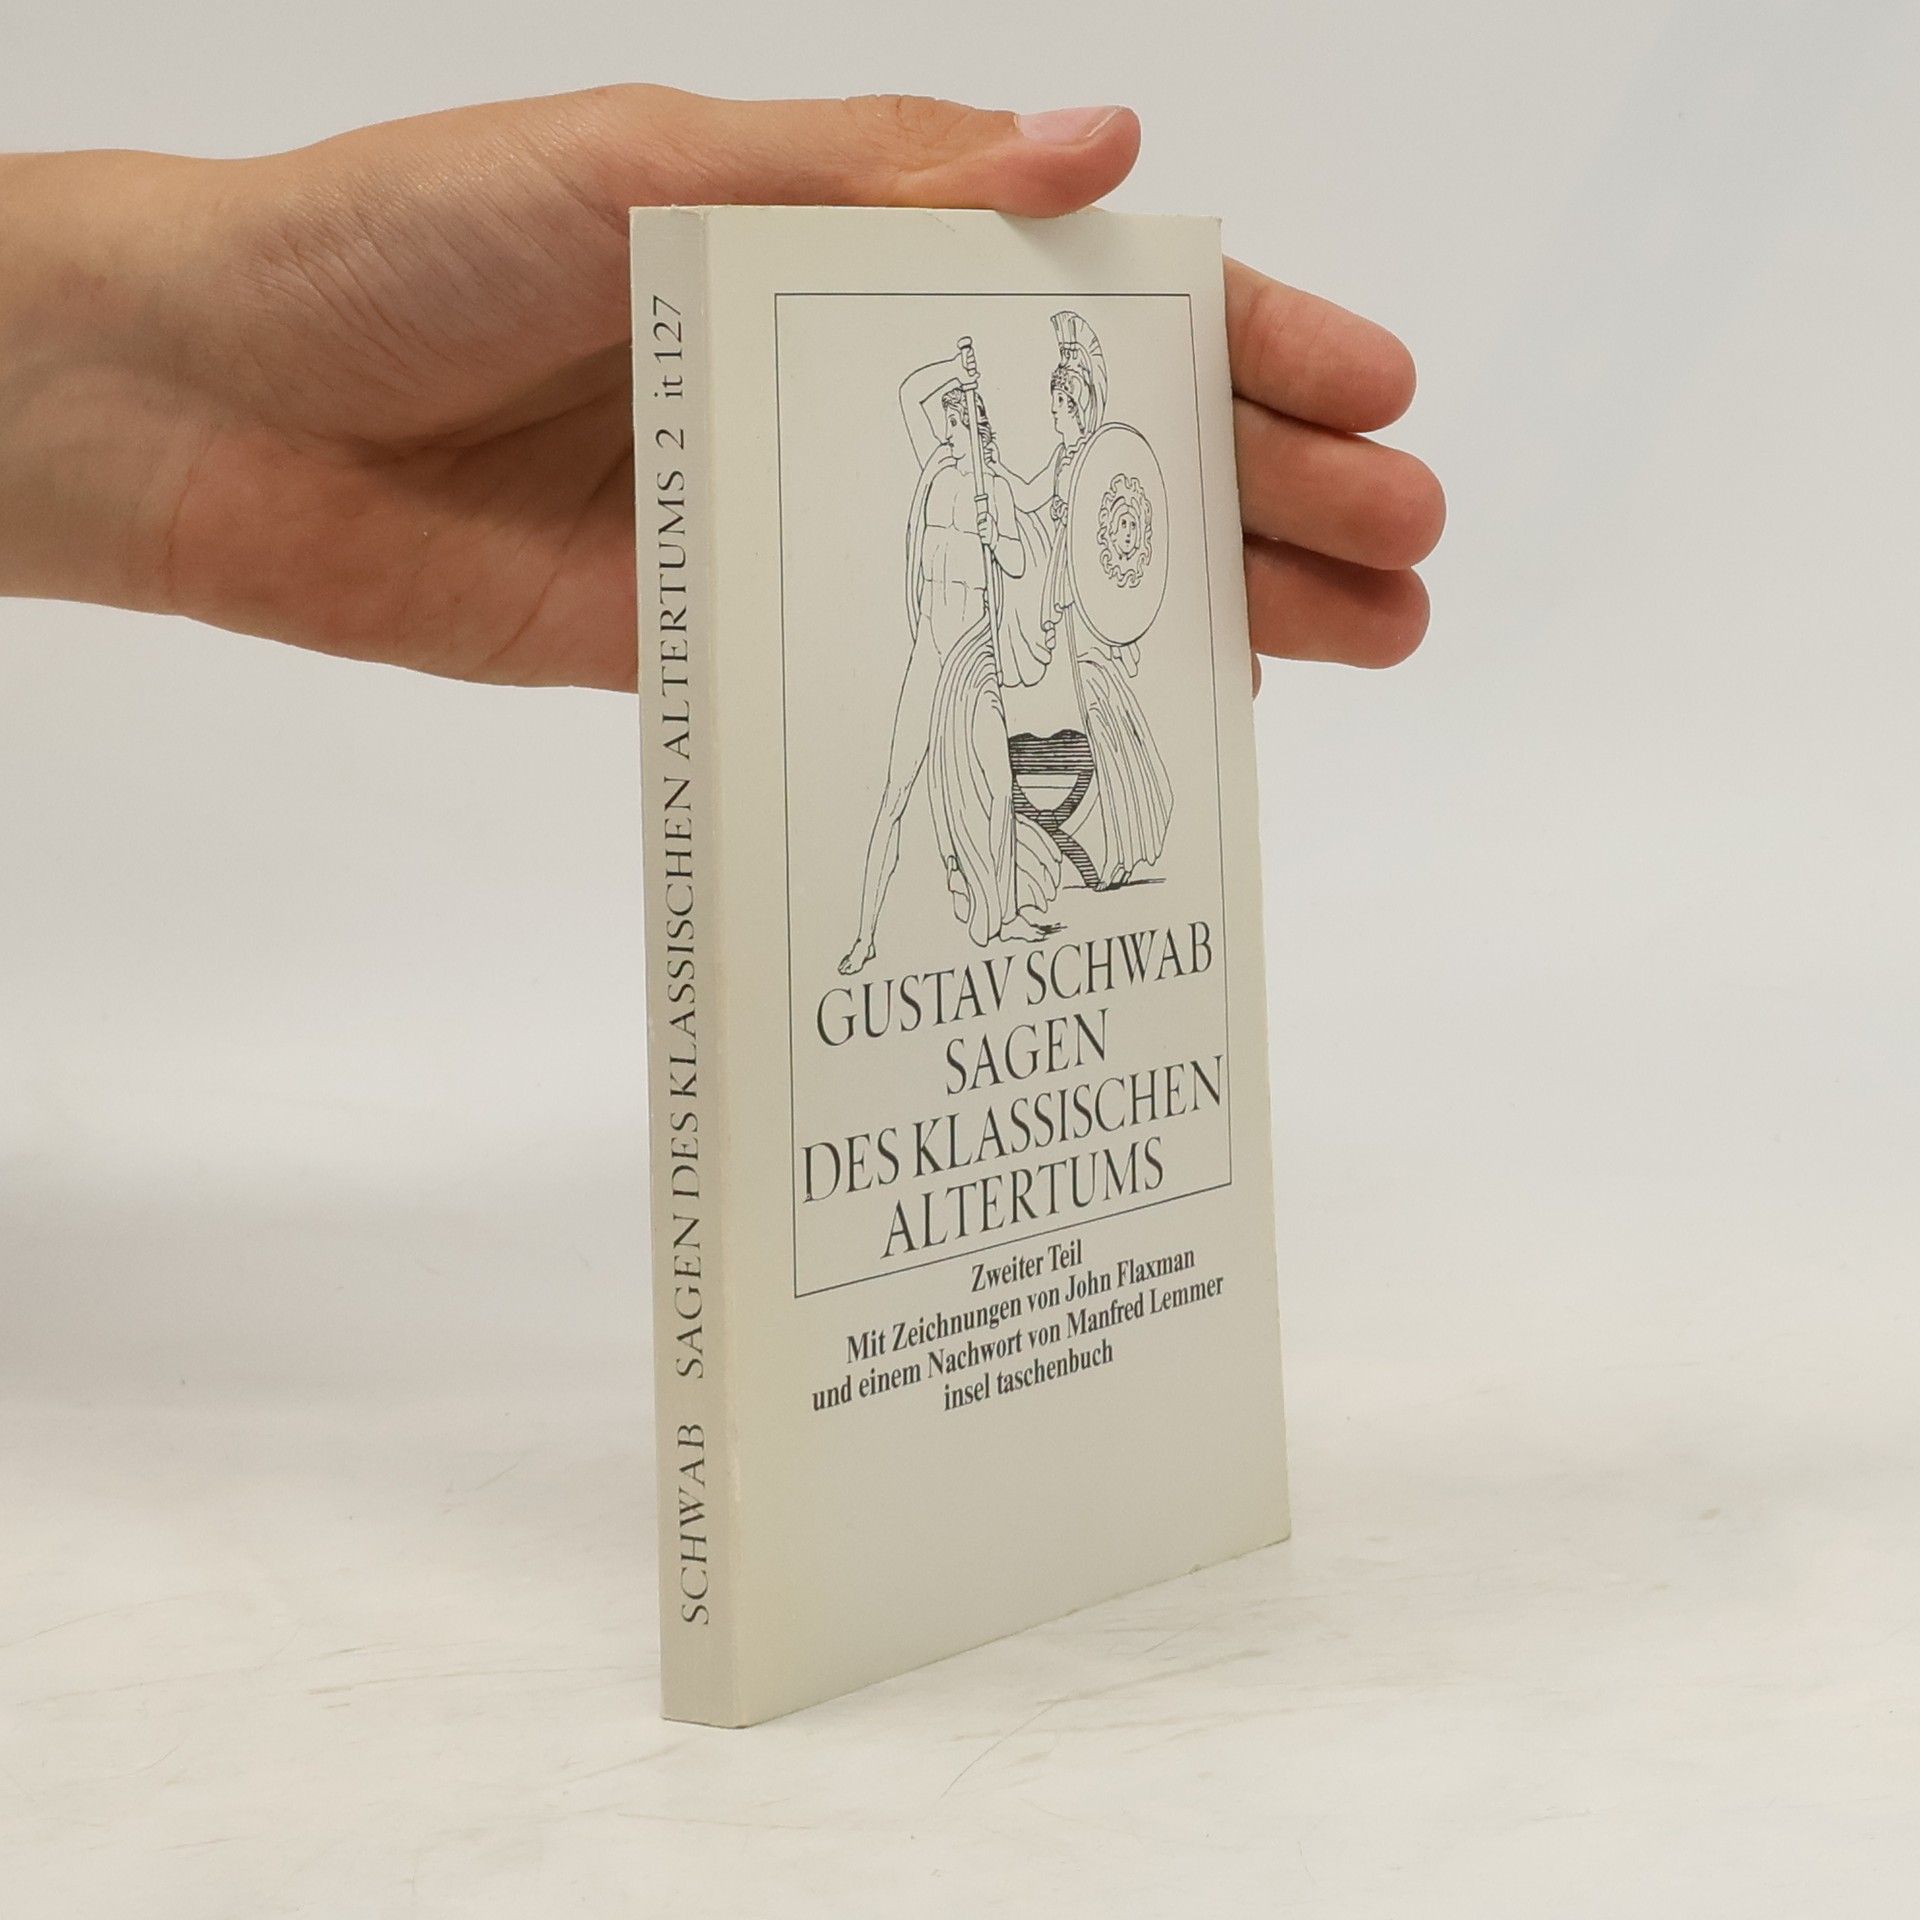 SCHWAB SAGEN DES KLASSISCHEN ALTERTUMS 2 it 127
GUSTAV SCHWAB
SAGEN
DES KLASSISCHEN
ALTERTUMS
Zweiter Teil
Mit Zeichnungen von John Flaxman
und einem Nachwort von Manfred Lemmer
insel taschenbuch